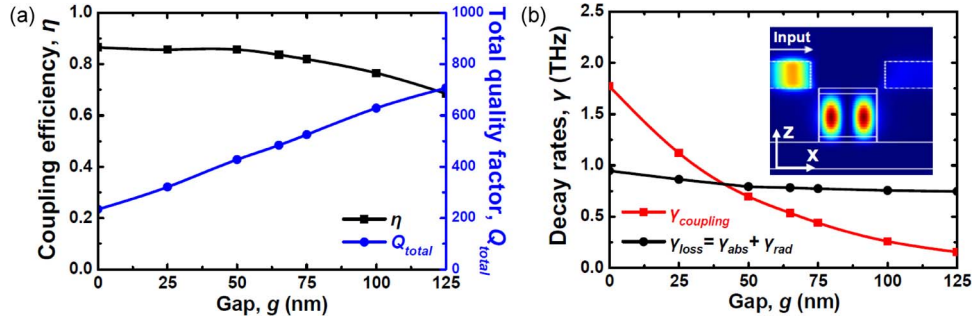 (a)
Coupling efficiency, η
1.0
0.8
0.6
0.4
0.2
0.0
0 25 50 75 100 125
Gap, g (nm)
η
Q_total
1000
800
600
400
200
0
Total quality factor, Q_total
(b)
Decay rates, γ (THz)
2.5
2.0
1.5
1.0
0.5
0.0
0 25 50 75 100 125
Gap, g (nm)
γ_coupling
γ_loss = γ_abs + γ_rad
Input
z
x